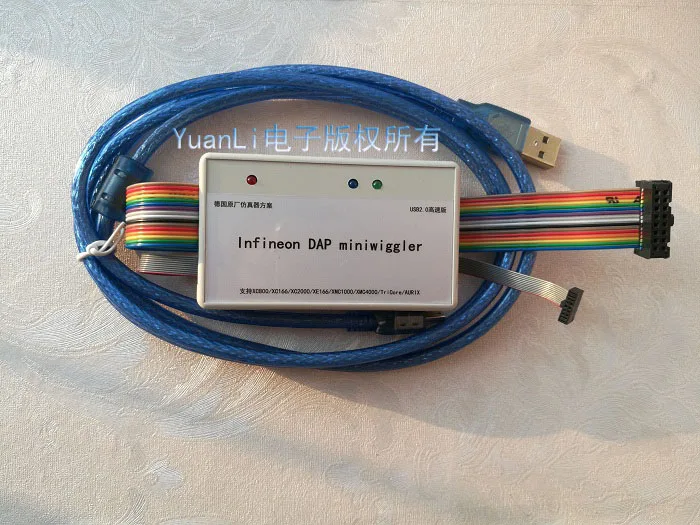 YuanLi电子版权所有
德国原厂仿真器方案
USB2.0高速版
Infineon DAP miniwiggler
支持XC800/XC166/XC2000/XE166/XMC1000/XMC4000/TriCore/AURIX